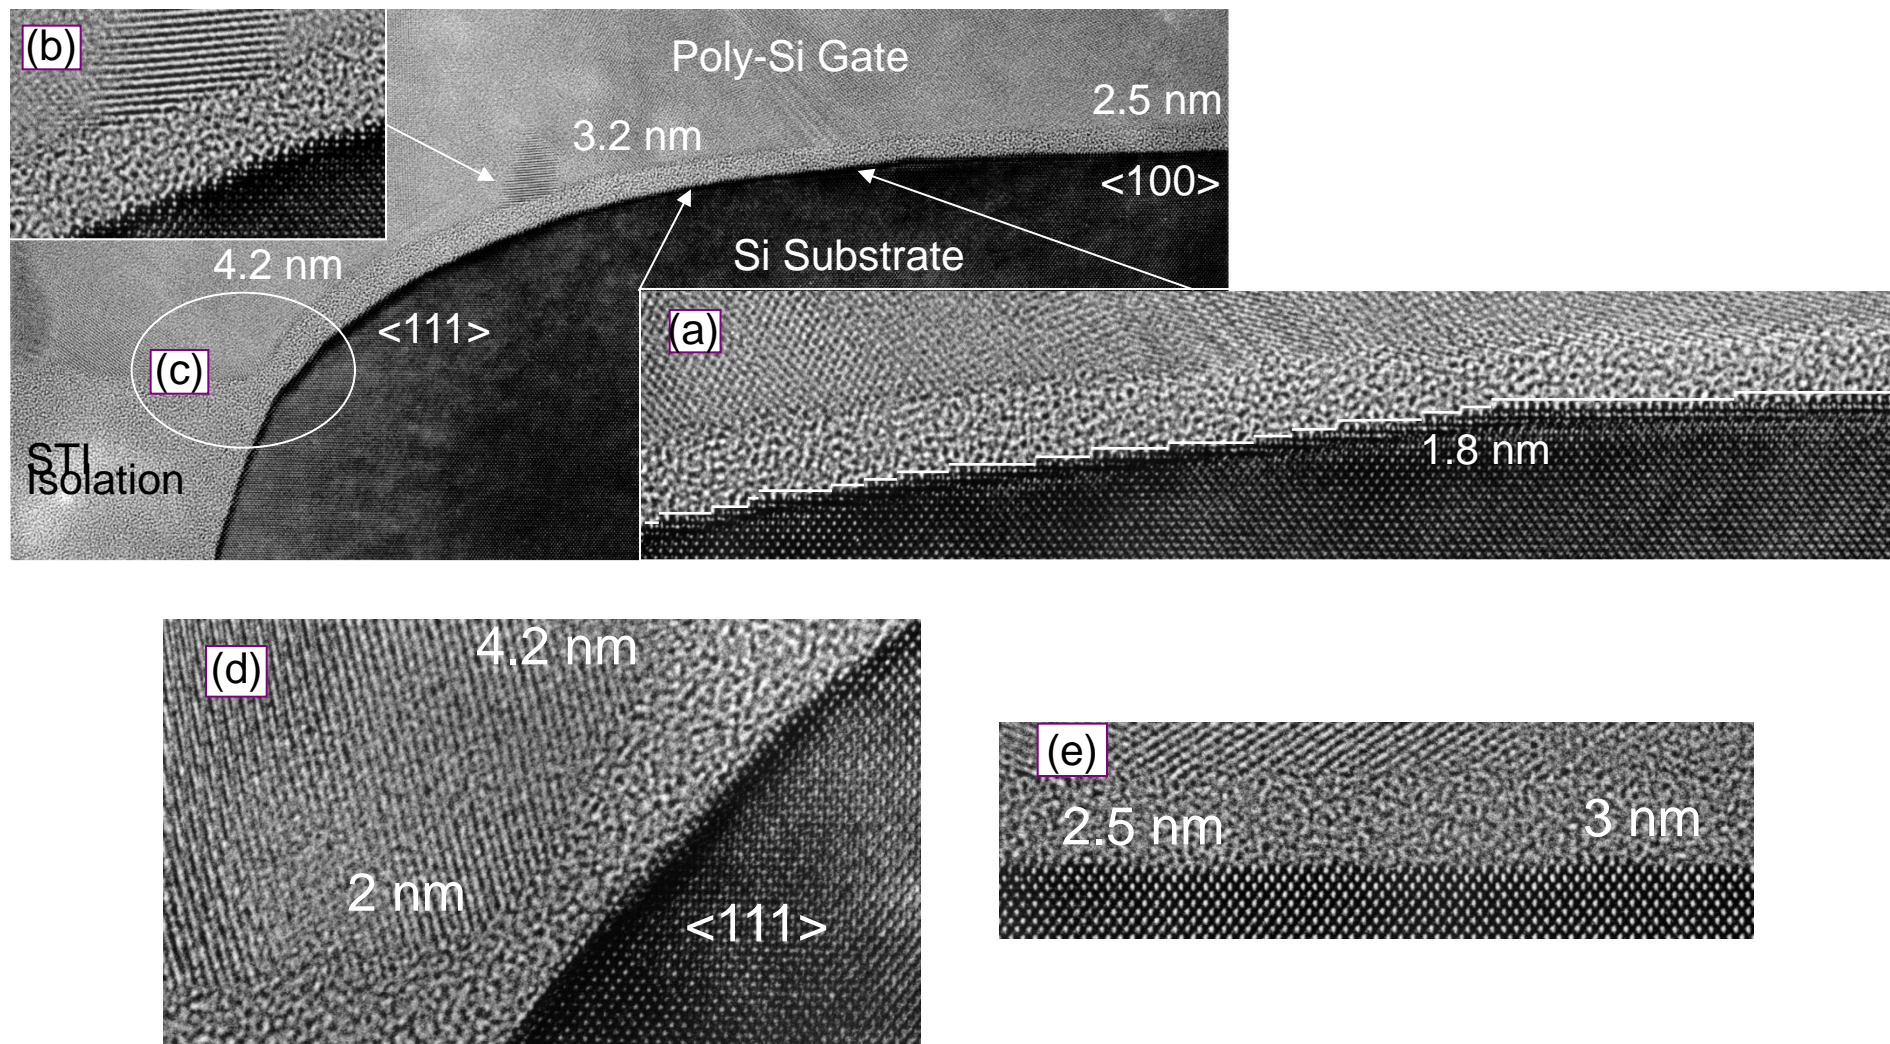 (b)
Poly-Si Gate
2.5 nm
3.2 nm
<100>
Si Substrate
4.2 nm
<111>
(a)
(c)
STI
Isolation
1.8 nm
4.2 nm
(d)
2 nm
<111>
(e)
2.5 nm
3 nm